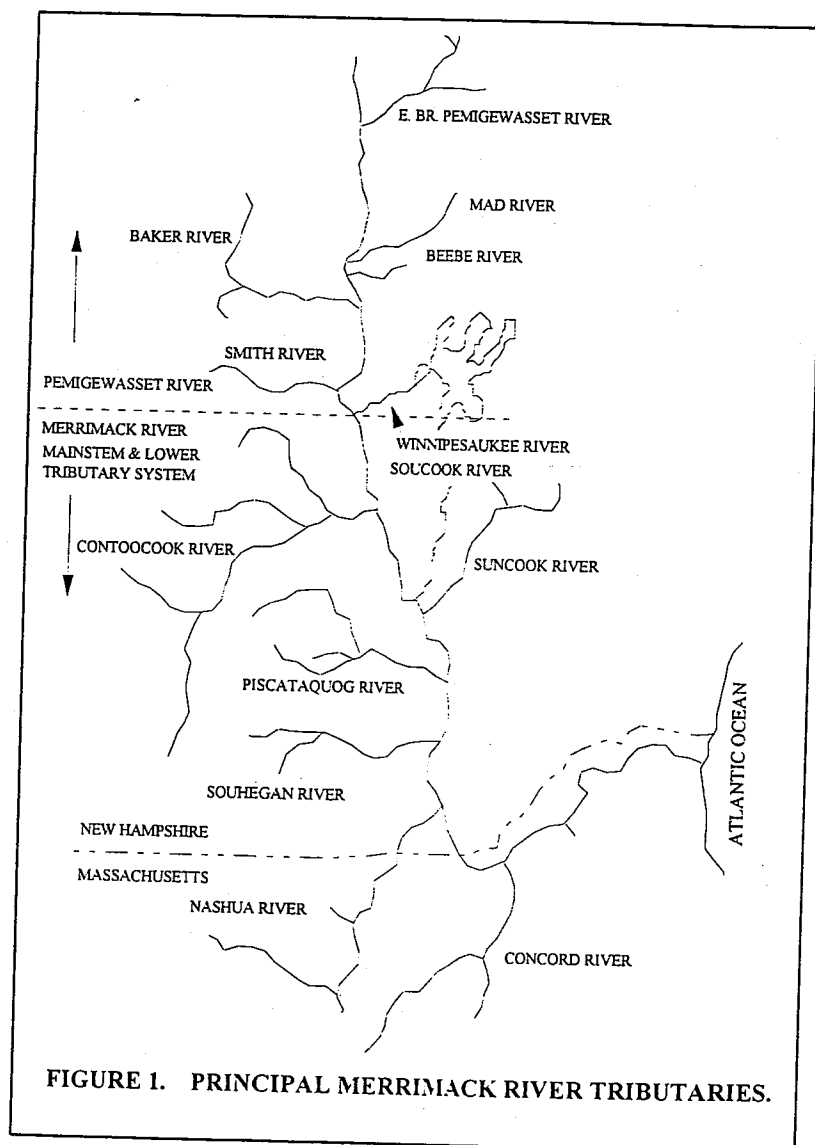 E. BR. PEMIGEWASSET RIVER
MAD RIVER
BAKER RIVER
BEEBE RIVER
SMITH RIVER
PEMIGEWASSET RIVER
MERRIMACK RIVER
MAINSTEM & LOWER
TRIBUTARY SYSTEM
WINNIPESAUKEE RIVER
SOUCOOK RIVER
CONTOOCOOK RIVER
SUNCOOK RIVER
PISCATAQUOG RIVER
SOUHEGAN RIVER
ATLANTIC OCEAN
NEW HAMPSHIRE
MASSACHUSETTS
NASHUA RIVER
CONCORD RIVER
FIGURE 1. PRINCIPAL MERRIMACK RIVER TRIBUTARIES.